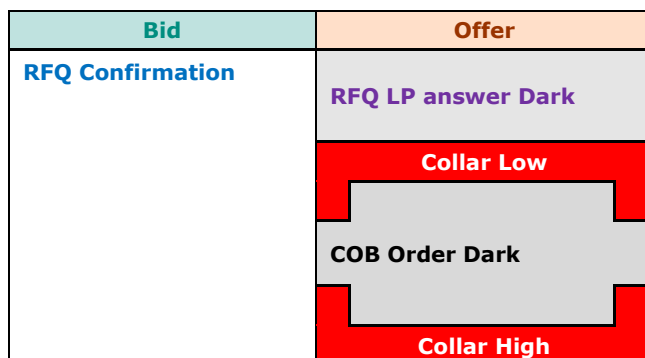 Bid
Offer
RFQ Confirmation
RFQ LP answer Dark
Collar Low
COB Order Dark
Collar High